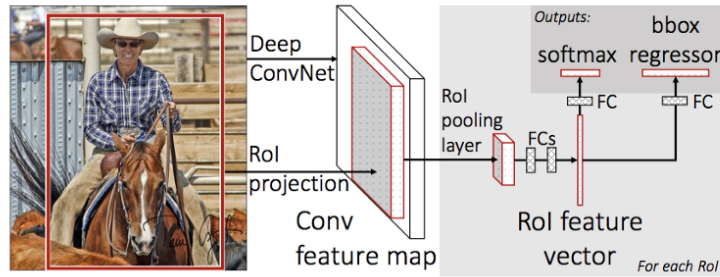 Deep
ConvNet
RoI
projection
Conv
feature map
RoI
pooling
layer
FCs
RoI feature
vector
For each RoI
Outputs:
softmax
bbox
regressor
FC
FC